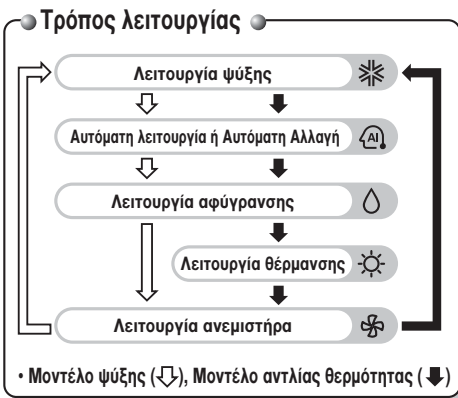 Τρόπος λειτουργίας
Λειτουργία ψύξης
Αυτόματη λειτουργία ή Αυτόματη Αλλαγή
AI
Λειτουργία αφύγρανσης
Λειτουργία θέρμανσης
Λειτουργία ανεμιστήρα
• Μοντέλο ψύξης (⇩), Μοντέλο αντλίας θερμότητας (🡇)